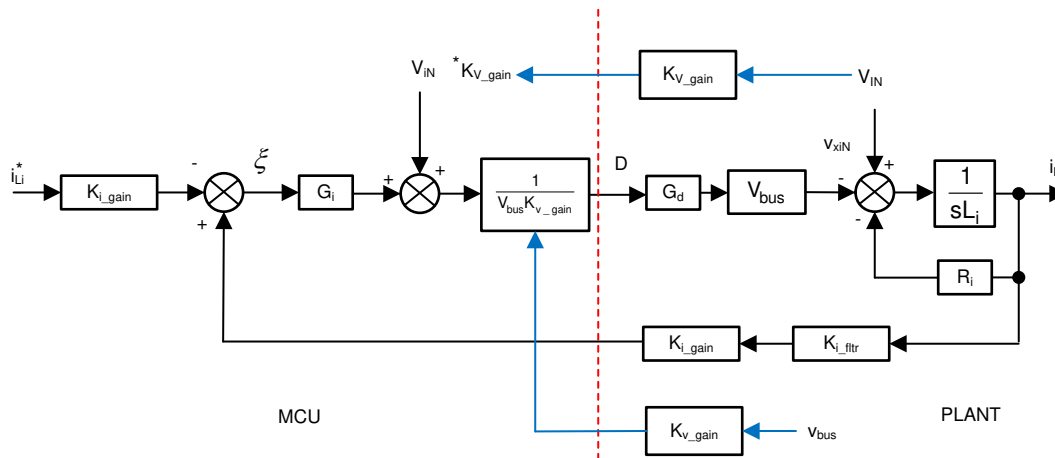 V_iN
*K_V_gain
K_V_gain
V_IN
i*_Li
K_i_gain
-
+
ξ
G_i
+
+
1
V_bus K_v_gain
D
G_d
V_bus
v_xiN
-
+
-
1
sL_i
R_i
K_i_gain
K_i_fltr
MCU
PLANT
K_v_gain
v_bus